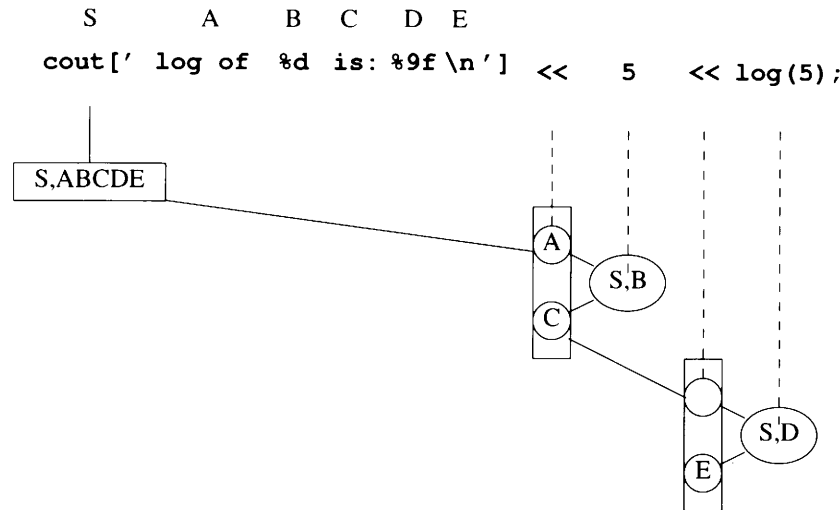 S A B C D E
cout[' log of %d is: %9f \n'] << 5 << log(5);
S,ABCDE
A
S,B
C
S,D
E